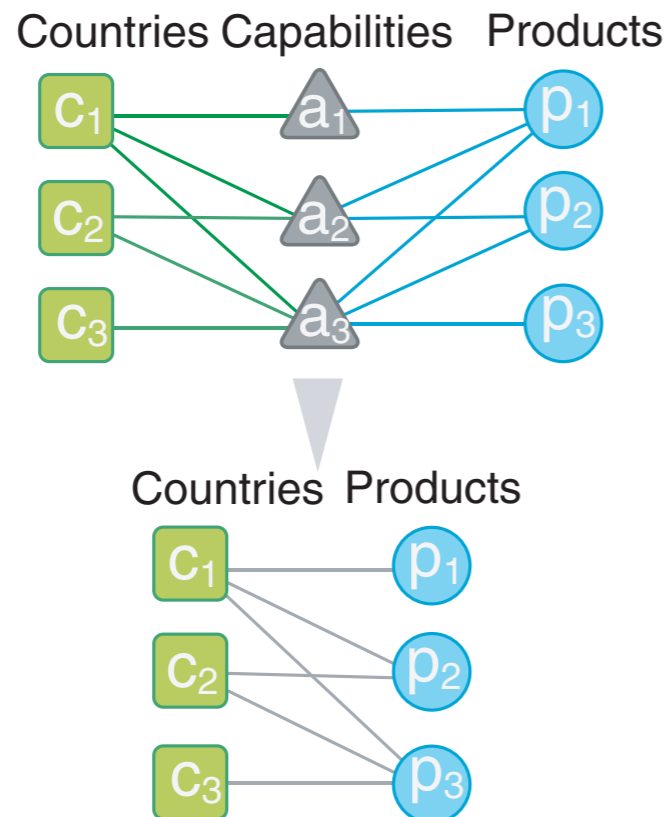 Countries Capabilities Products
c1 a1 p1
c2 a2 p2
c3 a3 p3
Countries Products
c1 p1
c2 p2
c3 p3